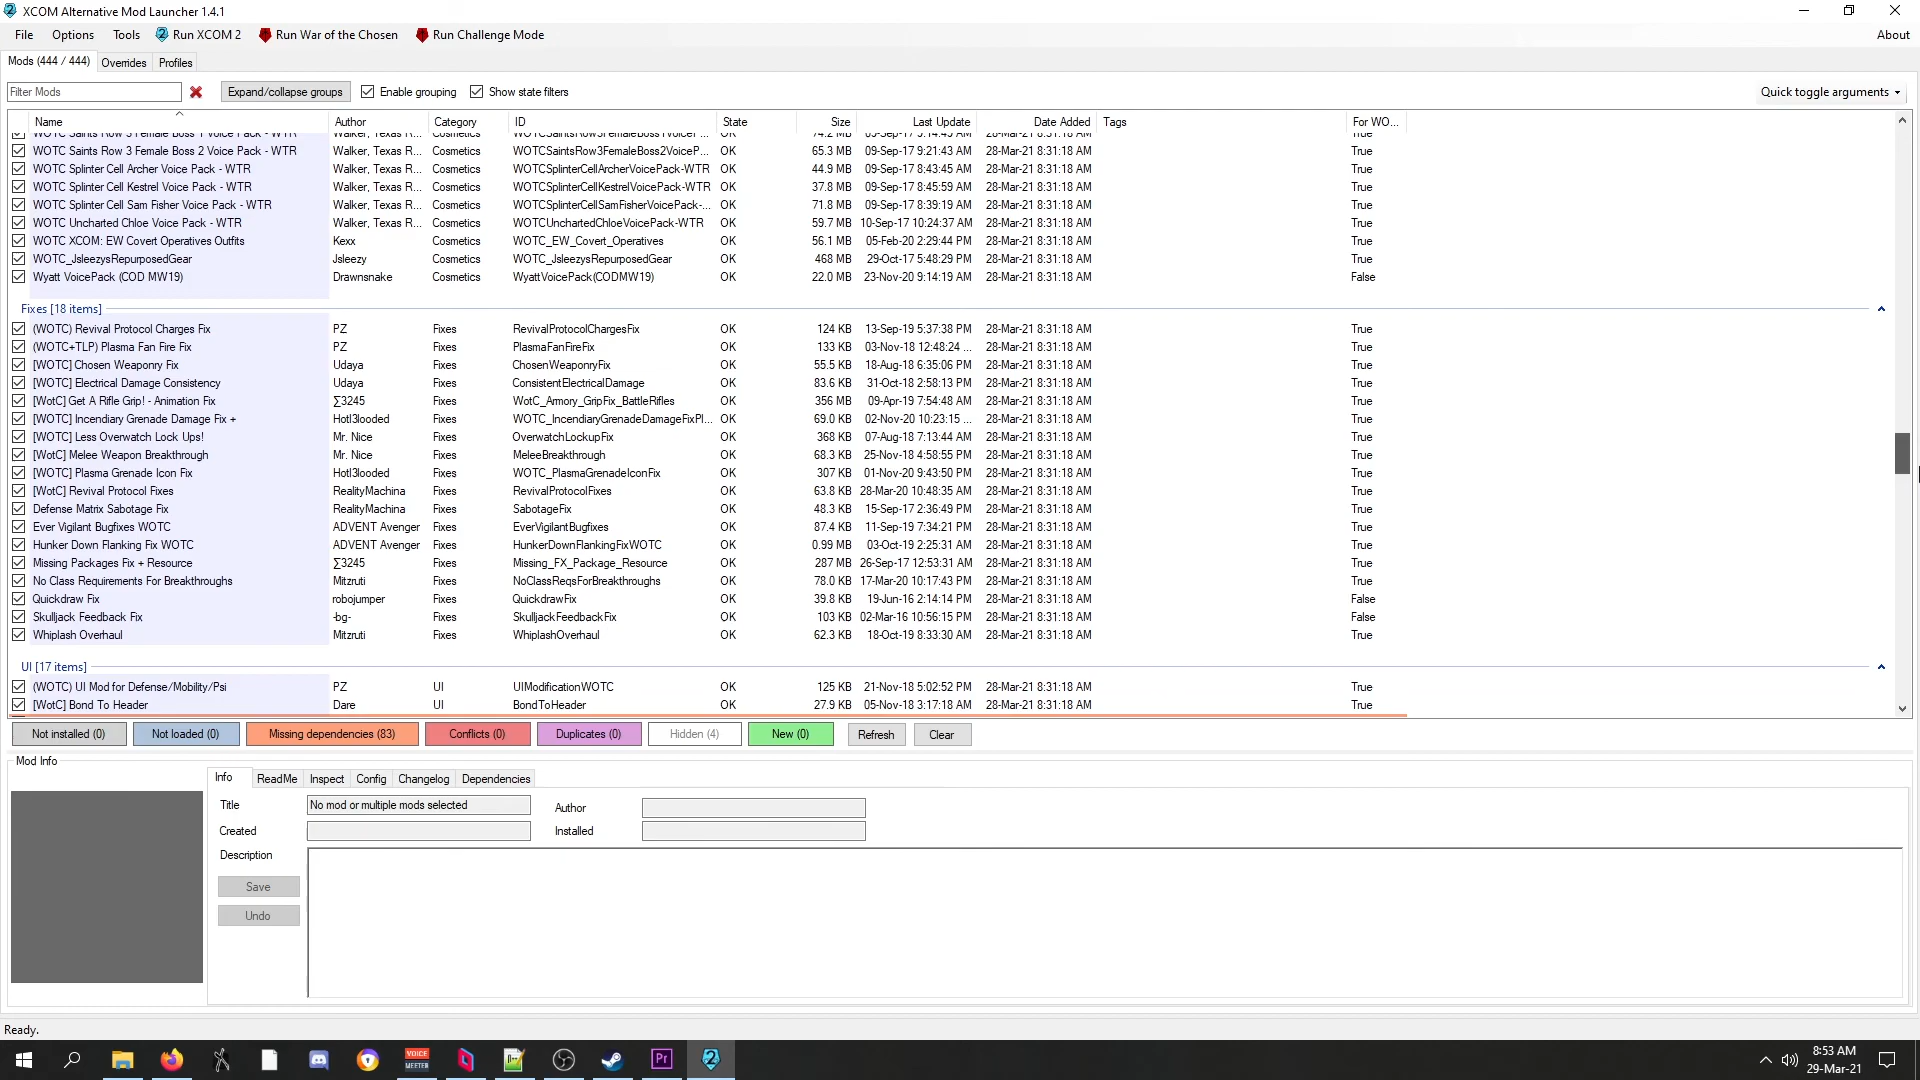 XCOM Alternative Mod Launcher 1.4.1
File Options Tools Run XCOM 2 Run War of the Chosen Run Challenge Mode About
Mods (444 / 444) Overrides Profiles
Filter Mods Expand/collapse groups Enable grouping Show state filters Quick toggle arguments
Name Author Category ID State Size Last Update Date Added Tags For WO...
WOTC Saints Row 3 Female Boss 1 Voice Pack - WTR Walker, Texas R... Cosmetics WOTCSaintsRow3FemaleBoss1VoiceP... OK 74.2 MB 28-Mar-21 8:31:18 AM True
WOTC Saints Row 3 Female Boss 2 Voice Pack - WTR Walker, Texas R... Cosmetics WOTCSaintsRow3FemaleBoss2VoiceP... OK 65.3 MB 09-Sep-17 9:21:43 AM 28-Mar-21 8:31:18 AM True
WOTC Splinter Cell Archer Voice Pack - WTR Walker, Texas R... Cosmetics WOTCSplinterCellArcherVoicePack-WTR OK 44.9 MB 09-Sep-17 8:43:45 AM 28-Mar-21 8:31:18 AM True
WOTC Splinter Cell Kestrel Voice Pack - WTR Walker, Texas R... Cosmetics WOTCSplinterCellKestrelVoicePack-WTR OK 37.8 MB 09-Sep-17 8:45:59 AM 28-Mar-21 8:31:18 AM True
WOTC Splinter Cell Sam Fisher Voice Pack - WTR Walker, Texas R... Cosmetics WOTCSplinterCellSamFisherVoicePack-... OK 71.8 MB 09-Sep-17 8:39:19 AM 28-Mar-21 8:31:18 AM True
WOTC Uncharted Chloe Voice Pack - WTR Walker, Texas R... Cosmetics WOTCUnchartedChloeVoicePack-WTR OK 59.7 MB 10-Sep-17 10:24:37 AM 28-Mar-21 8:31:18 AM True
WOTC XCOM: EW Covert Operatives Outfits Kexx Cosmetics WOTC_EW_Covert_Operatives OK 56.1 MB 05-Feb-20 2:29:44 PM 28-Mar-21 8:31:18 AM True
WOTC_JsleezysRepurposedGear Jsleezy Cosmetics WOTC_JsleezysRepurposedGear OK 468 MB 29-Oct-17 5:48:29 PM 28-Mar-21 8:31:18 AM True
Wyatt VoicePack (COD MW19) Drawnsnake Cosmetics WyattVoicePack(CODMW19) OK 22.0 MB 23-Nov-20 9:14:19 AM 28-Mar-21 8:31:18 AM False
Fixes [18 items]
(WOTC) Revival Protocol Charges Fix PZ Fixes RevivalProtocolChargesFix OK 124 KB 13-Sep-19 5:37:38 PM 28-Mar-21 8:31:18 AM True
(WOTC+TLP) Plasma Fan Fire Fix PZ Fixes PlasmaFanFireFix OK 133 KB 03-Nov-18 12:48:24 ... 28-Mar-21 8:31:18 AM True
[WOTC] Chosen Weaponry Fix Udaya Fixes ChosenWeaponryFix OK 55.5 KB 18-Aug-18 6:35:06 PM 28-Mar-21 8:31:18 AM True
[WOTC] Electrical Damage Consistency Udaya Fixes ConsistentElectricalDamage OK 83.6 KB 31-Oct-18 2:58:13 PM 28-Mar-21 8:31:18 AM True
[WotC] Get A Rifle Grip! - Animation Fix ∑3245 Fixes WotC_Armory_GripFix_BattleRifles OK 356 MB 09-Apr-19 7:54:48 AM 28-Mar-21 8:31:18 AM True
[WOTC] Incendiary Grenade Damage Fix + Hotl3looded Fixes WOTC_IncendiaryGrenadeDamageFixPl... OK 69.0 KB 02-Nov-20 10:23:15 ... 28-Mar-21 8:31:18 AM True
[WOTC] Less Overwatch Lock Ups! Mr. Nice Fixes OverwatchLockupFix OK 368 KB 07-Aug-18 7:13:44 AM 28-Mar-21 8:31:18 AM True
[WotC] Melee Weapon Breakthrough Mr. Nice Fixes MeleeBreakthrough OK 68.3 KB 25-Nov-18 4:58:55 PM 28-Mar-21 8:31:18 AM True
[WOTC] Plasma Grenade Icon Fix Hotl3looded Fixes WOTC_PlasmaGrenadeIconFix OK 307 KB 01-Nov-20 9:43:50 PM 28-Mar-21 8:31:18 AM True
[WotC] Revival Protocol Fixes RealityMachina Fixes RevivalProtocolFixes OK 63.8 KB 28-Mar-20 10:48:35 AM 28-Mar-21 8:31:18 AM True
Defense Matrix Sabotage Fix RealityMachina Fixes SabotageFix OK 48.3 KB 15-Sep-17 2:36:49 PM 28-Mar-21 8:31:18 AM True
Ever Vigilant Bugfixes WOTC ADVENT Avenger Fixes EverVigilantBugfixes OK 87.4 KB 11-Sep-19 7:34:21 PM 28-Mar-21 8:31:18 AM True
Hunker Down Flanking Fix WOTC ADVENT Avenger Fixes HunkerDownFlankingFixWOTC OK 0.99 MB 03-Oct-19 2:25:31 AM 28-Mar-21 8:31:18 AM True
Missing Packages Fix + Resource ∑3245 Fixes Missing_FX_Package_Resource OK 287 MB 26-Sep-17 12:53:31 AM 28-Mar-21 8:31:18 AM True
No Class Requirements For Breakthroughs Mitzruti Fixes NoClassReqsForBreakthroughs OK 78.0 KB 17-Mar-20 10:17:43 PM 28-Mar-21 8:31:18 AM True
Quickdraw Fix robojumper Fixes QuickdrawFix OK 39.8 KB 19-Jun-16 2:14:14 PM 28-Mar-21 8:31:18 AM False
Skulljack Feedback Fix -bg- Fixes SkulljackFeedbackFix OK 103 KB 02-Mar-16 10:56:15 PM 28-Mar-21 8:31:18 AM False
Whiplash Overhaul Mitzruti Fixes WhiplashOverhaul OK 62.3 KB 18-Oct-19 8:33:30 AM 28-Mar-21 8:31:18 AM True
UI [17 items]
(WOTC) UI Mod for Defense/Mobility/Psi PZ UI UIModificationWOTC OK 125 KB 21-Nov-18 5:02:52 PM 28-Mar-21 8:31:18 AM True
[WotC] Bond To Header Dare UI BondToHeader OK 27.9 KB 05-Nov-18 3:17:18 AM 28-Mar-21 8:31:18 AM True
Not installed (0) Not loaded (0) Missing dependencies (83) Conflicts (0) Duplicates (0) Hidden (4) New (0) Refresh Clear
Mod Info
Info ReadMe Inspect Config Changelog Dependencies
Title No mod or multiple mods selected Author
Created Installed
Description
Save
Undo
Ready.
VOICE MEETER Pr 8:53 AM
29-Mar-21